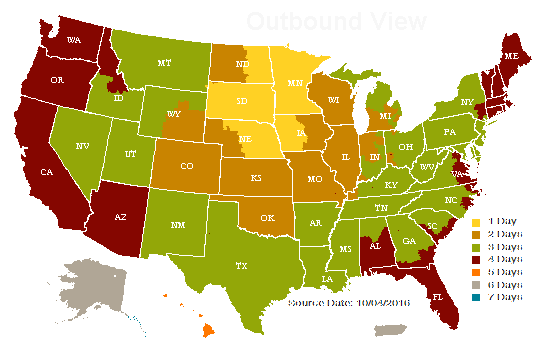 Outbound View
WA
ME
MT
ND
OR
MN
ID
SD
WI
NY
WY
MI
IA
PA
NE
NV
OH
UT
IL
IN
CO
WV
VA
CA
KS
MO
KY
NC
TN
OK
AZ
NM
AR
SC
MS
AL
GA
TX
LA
FL
1 Day
2 Days
3 Days
4 Days
5 Days
6 Days
7 Days
Source Date: 10/04/2016